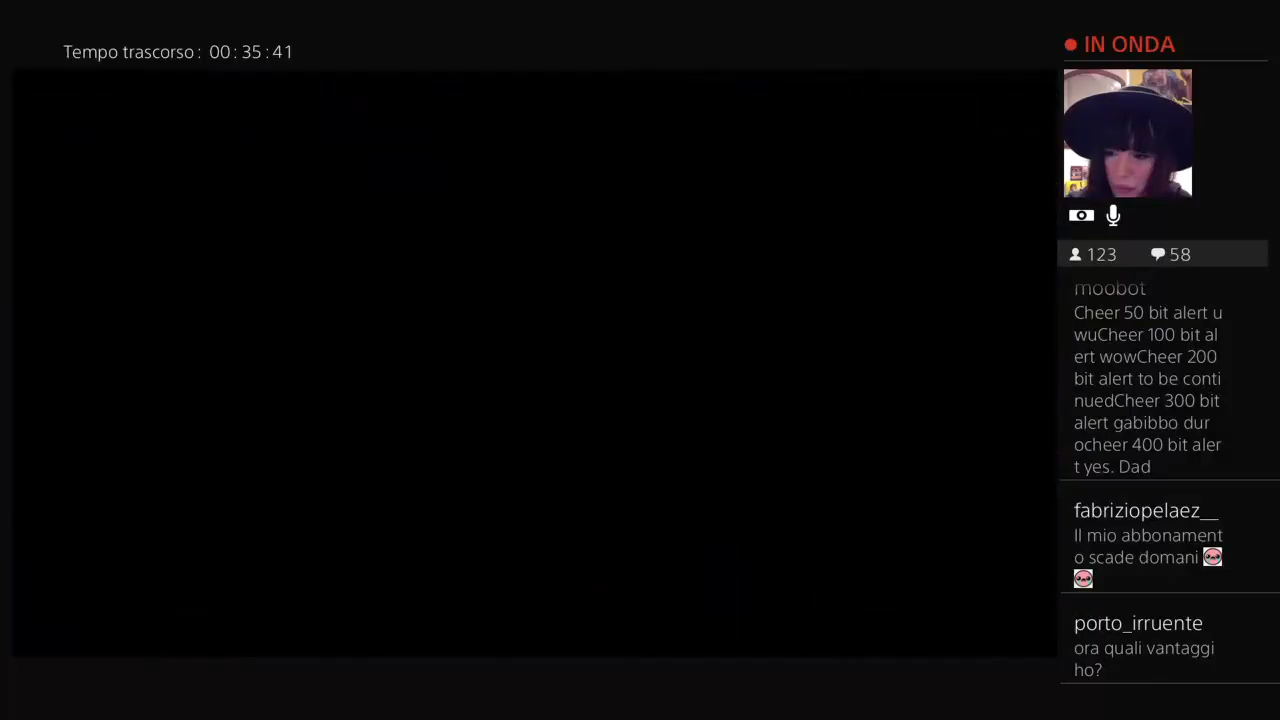 Tempo trascorso: 00:35:41
IN ONDA
123 58
moobot
Cheer 50 bit alert u
wuCheer 100 bit al
ert wowCheer 200
bit alert to be conti
nuedCheer 300 bit
alert gabibbo dur
ocheer 400 bit aler
t yes. Dad
fabriziopelaez__
Il mio abbonament
o scade domani
porto_irruente
ora quali vantaggi
ho?